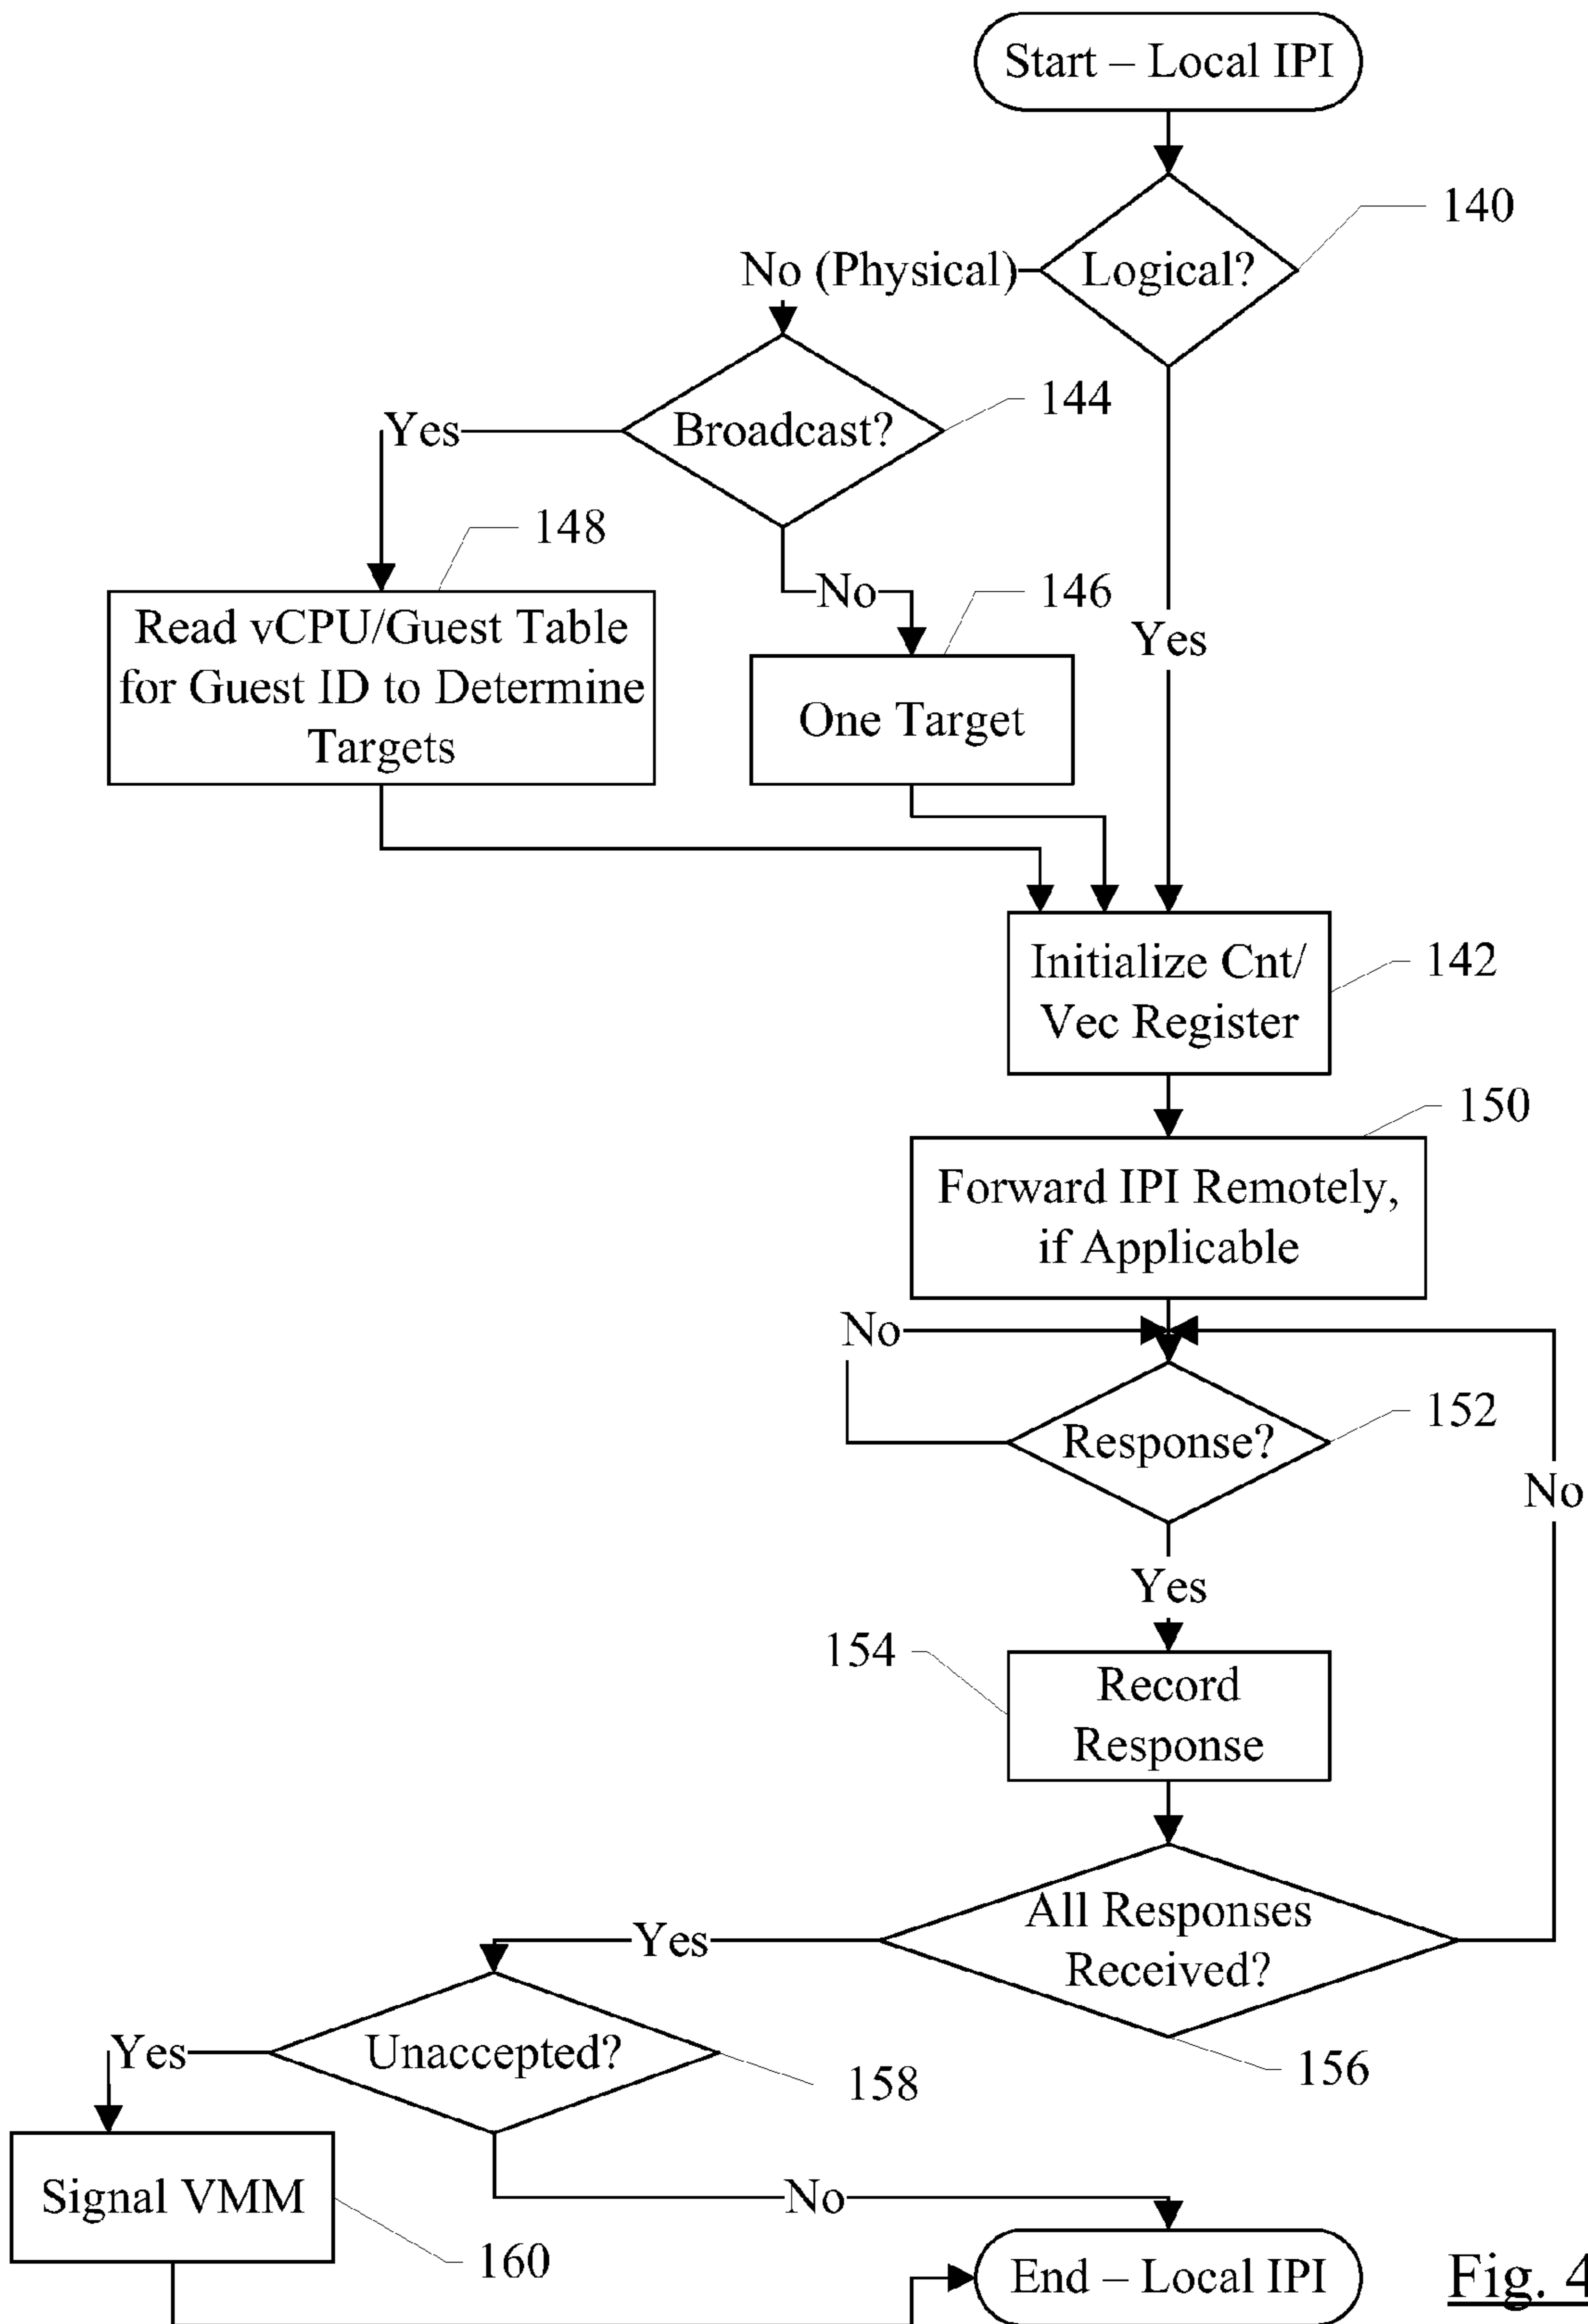 Start – Local IPI
140
No (Physical)
Logical?
144
Yes
Broadcast?
148
No
146
Read vCPU/Guest Table
for Guest ID to Determine
Targets
Yes
One Target
Initialize Cnt/
Vec Register
142
150
Forward IPI Remotely,
if Applicable
No
152
Response?
No
Yes
154
Record
Response
All Responses
Received?
Yes
Unaccepted?
Yes
158
156
Signal VMM
No
160
End – Local IPI
Fig. 4